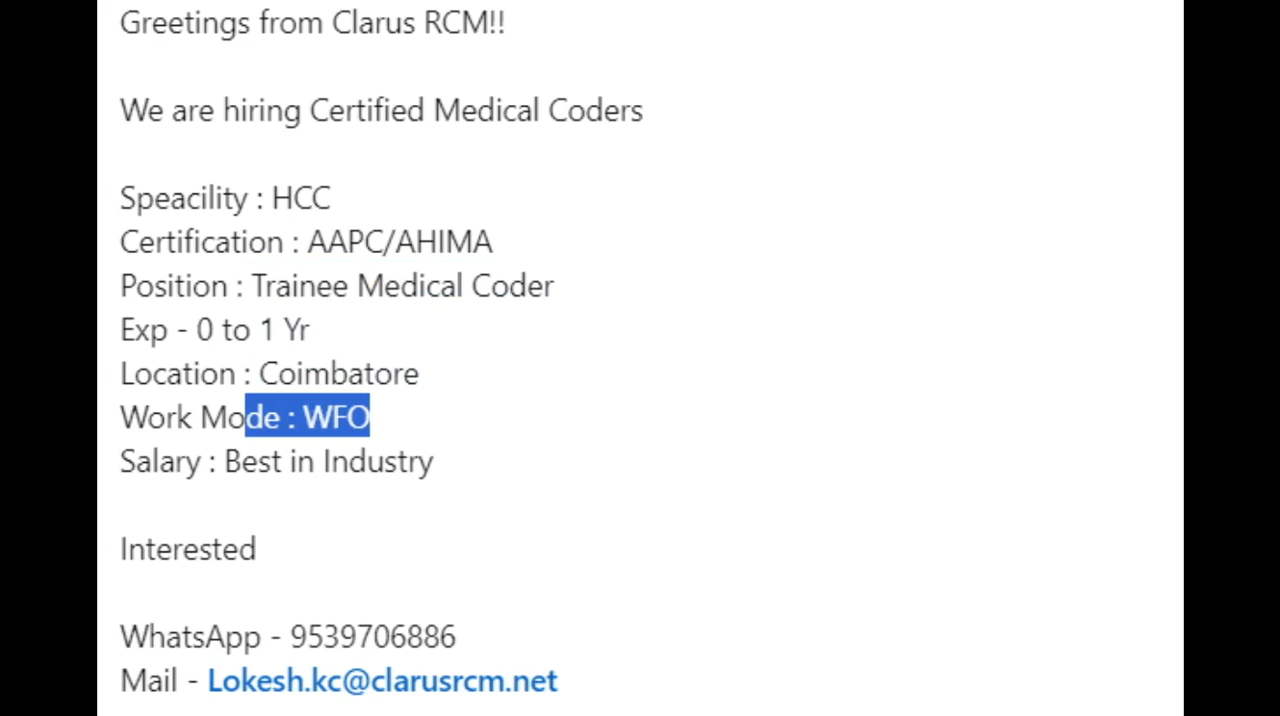 Greetings from Clarus RCM!!
We are hiring Certified Medical Coders
Speacility : HCC
Certification : AAPC/AHIMA
Position : Trainee Medical Coder
Exp - 0 to 1 Yr
Location : Coimbatore
Work Mode : WFO
Salary : Best in Industry
Interested
WhatsApp - 9539706886
Mail - Lokesh.kc@clarusrcm.net